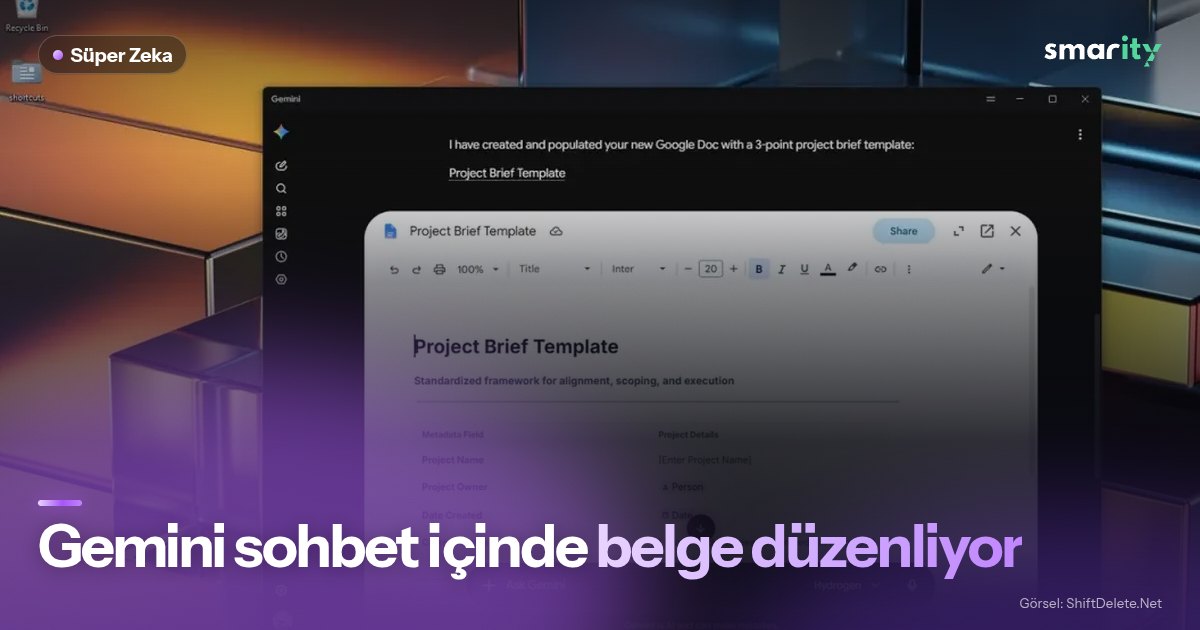 Recycle Bin
Süper Zeka
smarity
shortcuts
Gemini
I have created and populated your new Google Doc with a 3-point project brief template:
Project Brief Template
Project Brief Template
Share
100%
Title
Inter
20
B
I
U
A
Project Brief Template
Standardized framework for alignment, scoping, and execution
Metadata Field
Project Details
Project Name
[Enter Project Name]
Project Owner
Person
Date Created
Date
Gemini sohbet içinde belge düzenliyor
Ask Gemini
Hydrogen
Görsel: ShiftDelete.Net